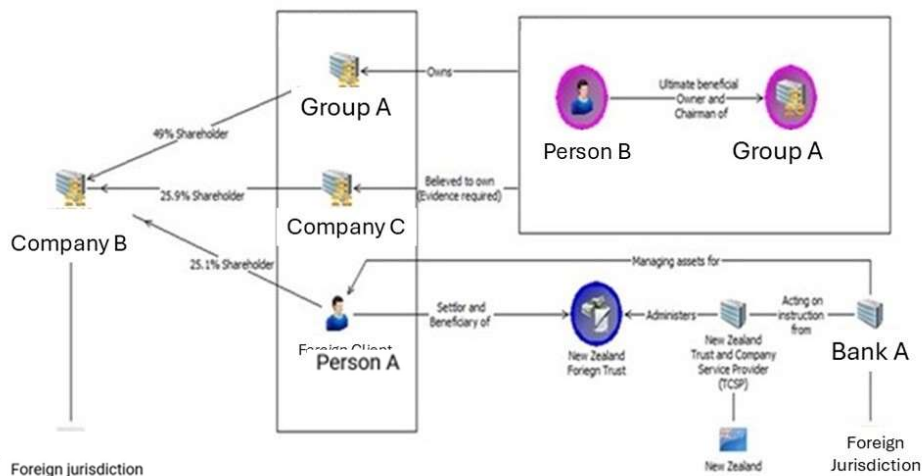 Group A
Owns
Person B
Ultimate beneficial
Owner and
Chairman of
Group A
49% Shareholder
Company B
25.9% Shareholder
Company C
Believed to own
(Evidence required)
25.1% Shareholder
Foreign Client
Person A
Managing assets for
Settlor and
Beneficiary of
New Zealand
Foriegn Trust
Administers
New Zealand
Trust and Company
Service Provider
(TCSP)
Acting on
instruction
from
Bank A
New Zealand
Foreign
Jurisdiction
Foreign jurisdiction